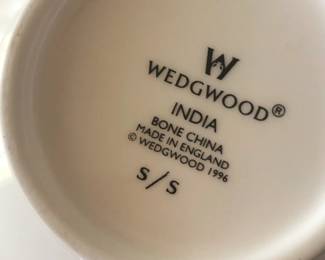 W
WEDGWOOD®
INDIA
BONE CHINA
MADE IN ENGLAND
© WEDGWOOD 1996
S/S